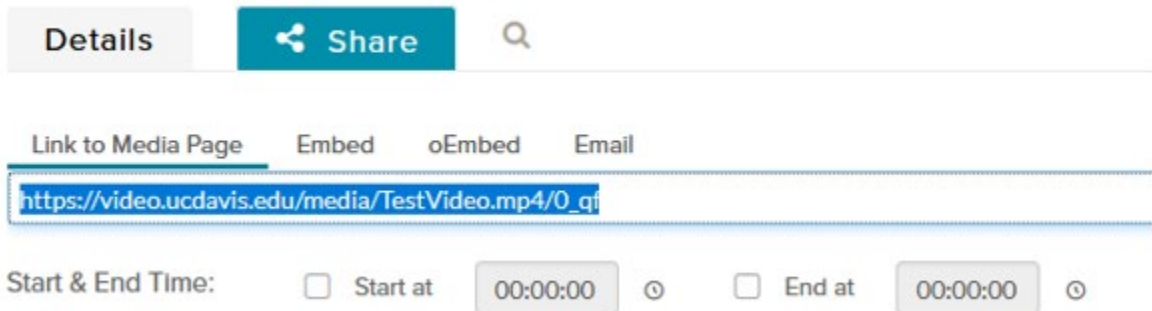 Details Share
Link to Media Page Embed oEmbed Email
https://video.ucdavis.edu/media/TestVideo.mp4/0_qf
Start & End TIme: Start at 00:00:00 End at 00:00:00